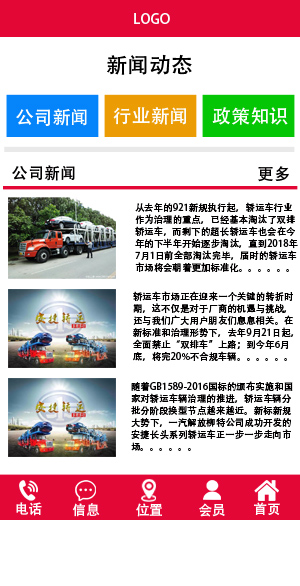 LOGO
新闻动态
公司新闻
行业新闻
政策知识
公司新闻
更多
从去年的921新规执行起，轿运车行业
作为治理的重点，已经基本淘汰了双排
轿运车，而剩下的超长轿运车也会在今
年的下半年开始逐步淘汰，直到2018年
7月1日前全部淘汰完毕，届时的轿运车
市场将会朝着更加标准化。。。。。。
轿运车市场正在迎来一个关键的转折时
期，这不仅是对于厂商的机遇与挑战，
还与我们广大用户朋友们息息相关。在
新标准和治理形势下，去年9月21日起，
全面禁止“双排车”上路；到今年6月
底，将完20%不合规车辆。。。。。。
安捷轿运
安捷轿运
随着GB1589-2016国标的颁布实施和国
家对轿运车辆治理的推进，轿运车辆分
批分阶段换型节点越来越近。新标新规
大势下，一汽解放柳特公司成功开发的
安捷长头系列轿运车正一步一步走向市
场。。。。。。
电话
信息
位置
会员
首页